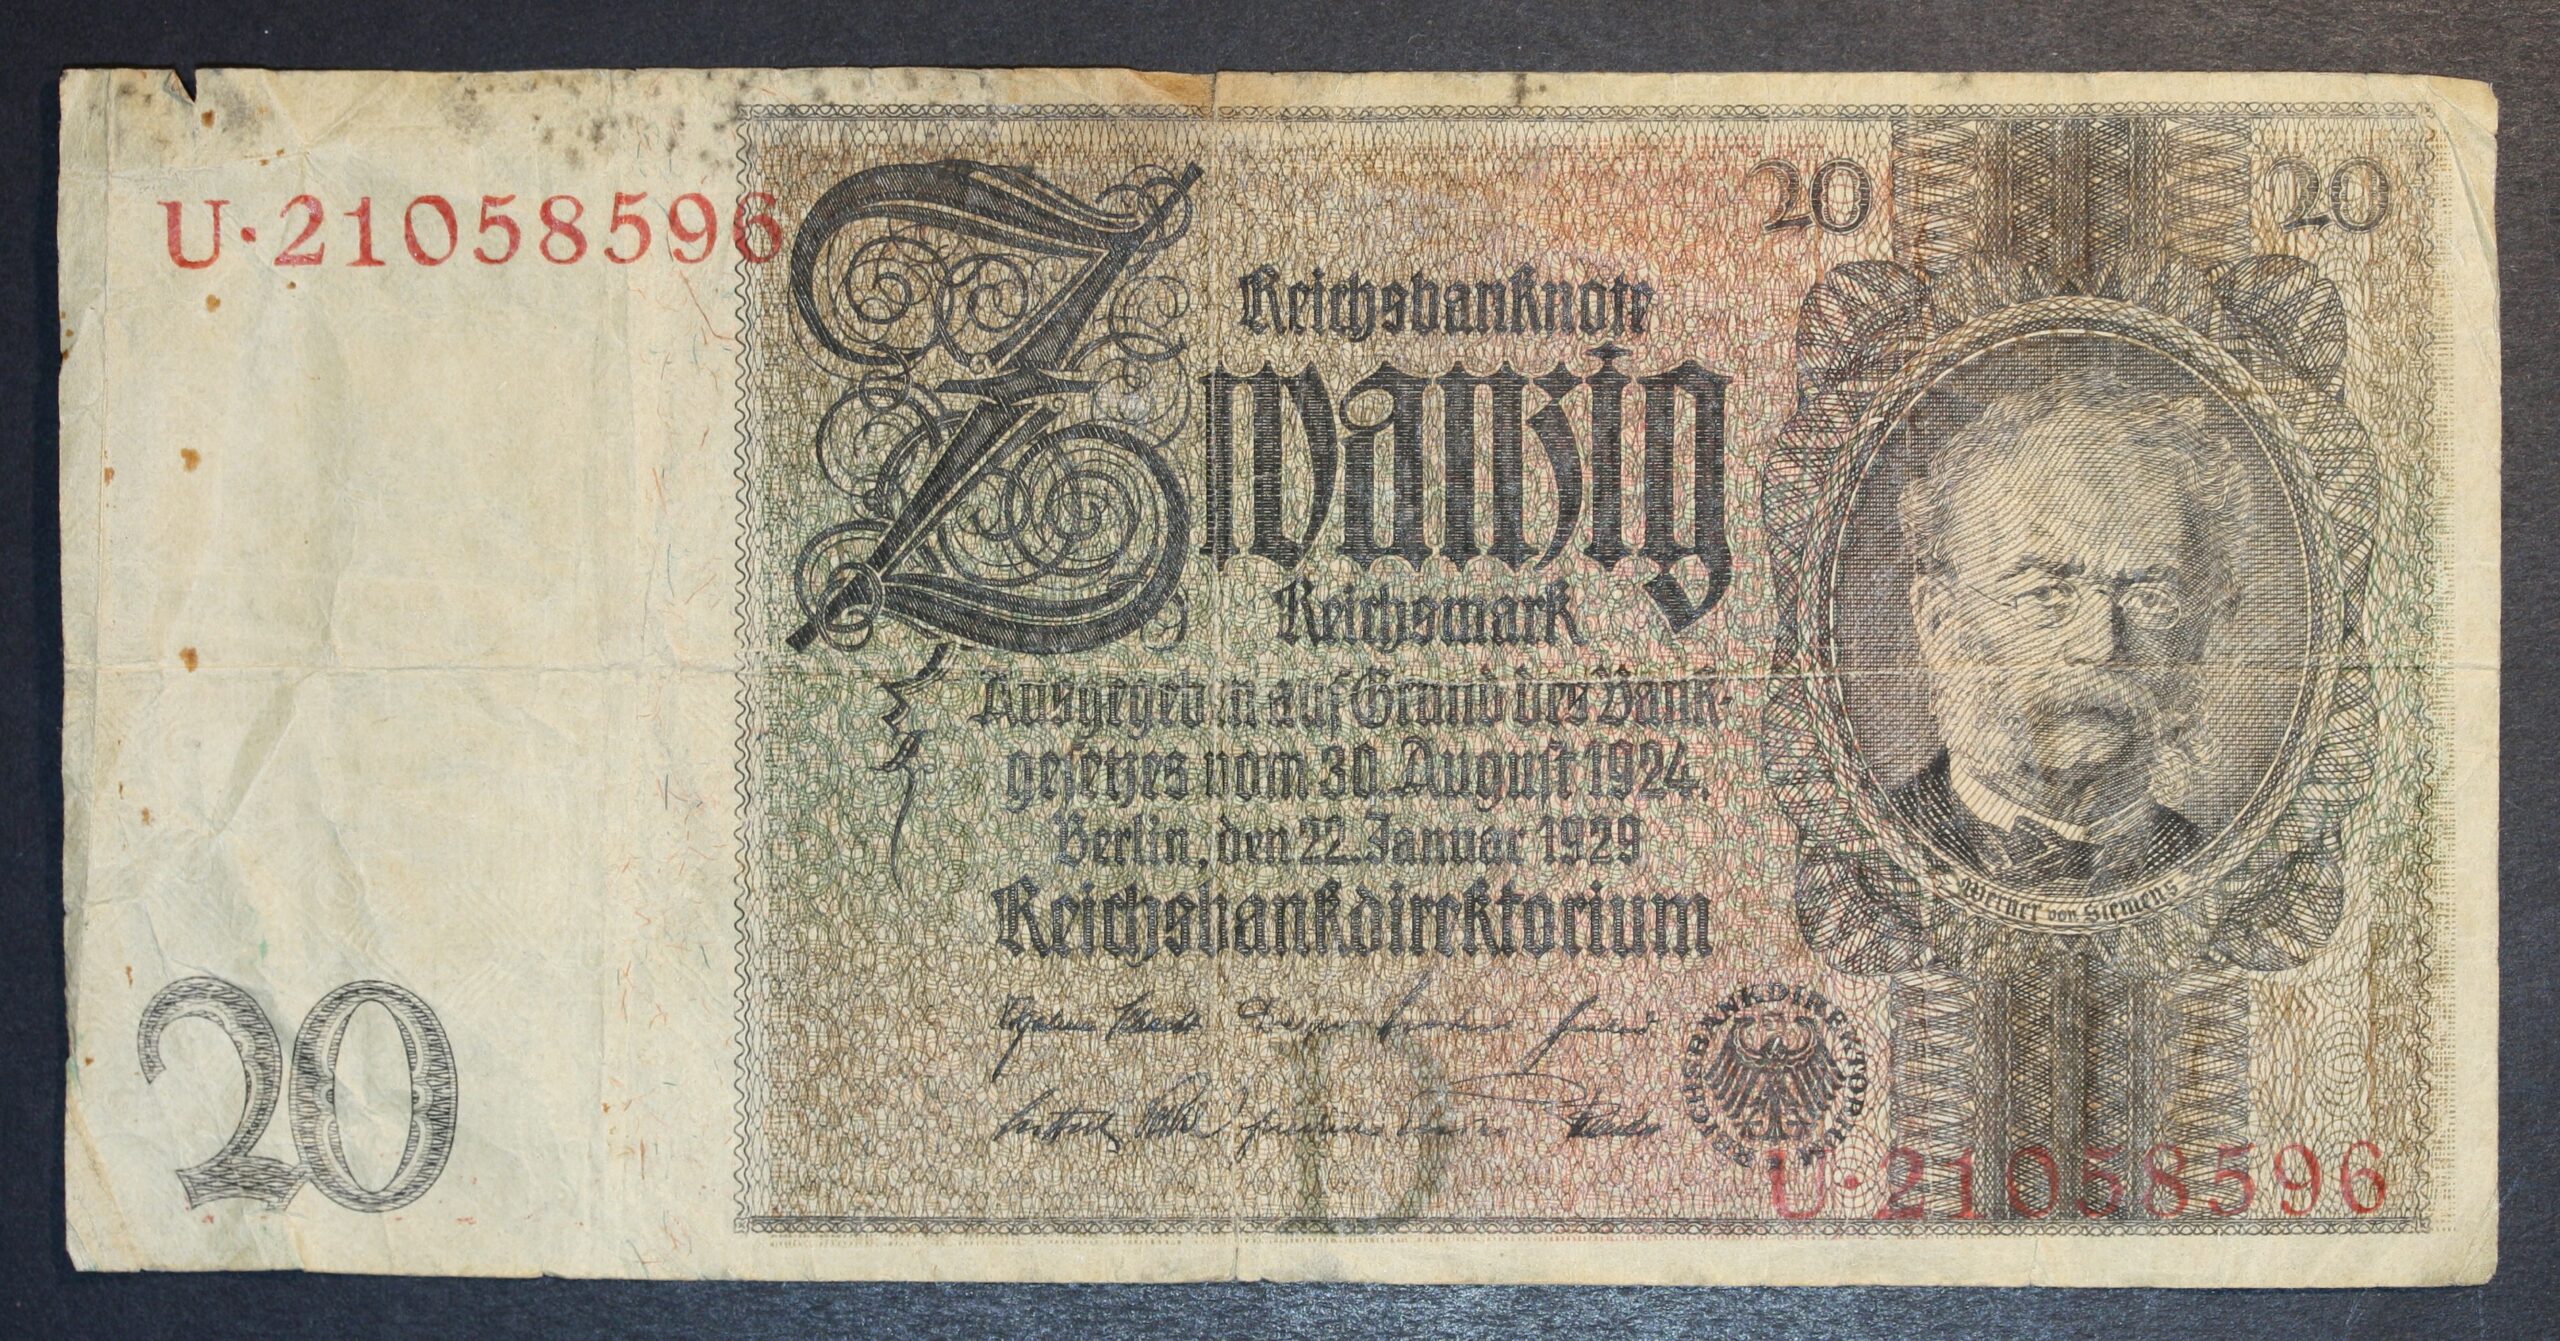 U·21058596
20
20
Reichsbanknote
Zwanzig
Reichsmark
Ausgegeben auf Grund des Bank-
gesetzes vom 30. August 1924.
Berlin, den 22. Januar 1929
Reichsbankdirektorium
Werner von Siemens
REICHSBANKDIREKTORIUM
20
U·21058596